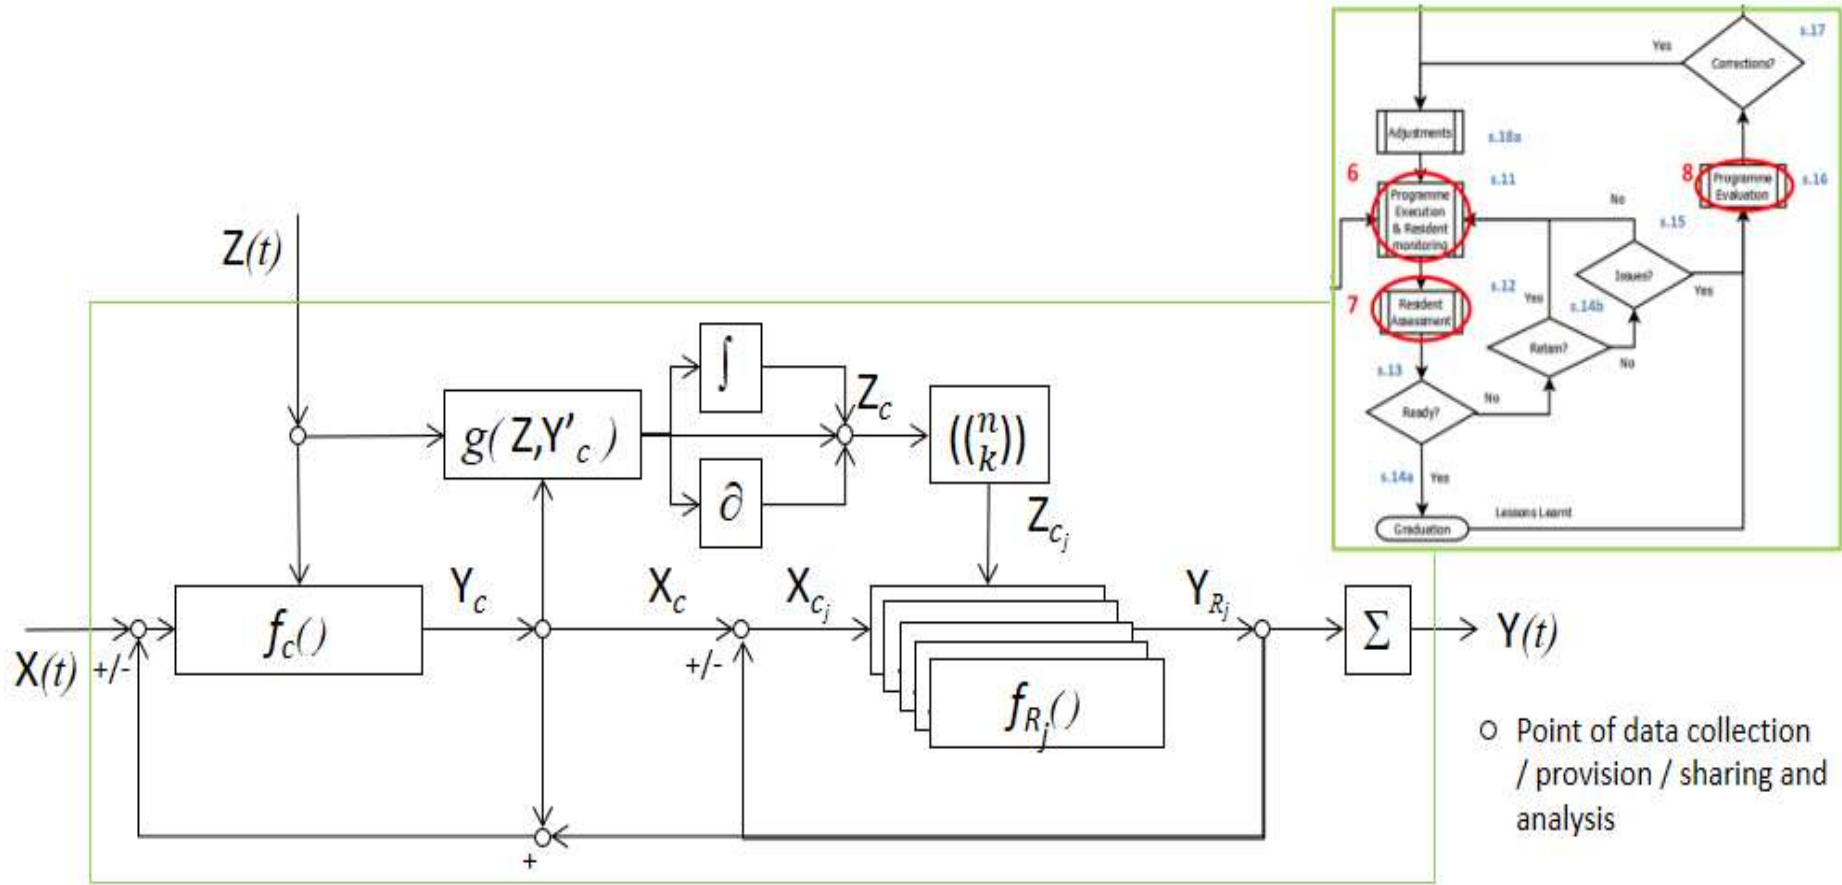 s.17
Yes
Corrections?
Adjustments
s.18a
6
s.11
8
Programme
Evaluation
s.16
Programme
Execution
& Resident
monitoring
No
s.15
Issues?
Yes
7
Resident
Assessment
s.12
Yes
s.14b
Retain?
No
s.13
Ready?
No
s.14a
Yes
Graduation
Lessons Learnt
Z(t)
g( Z,Y'c )
∫
∂
Zc
((n k))
Zcj
X(t)
+/-
fc()
Yc
Xc
+/-
Xcj
fRj()
YRj
Σ
Y(t)
+
Point of data collection
/ provision / sharing and
analysis